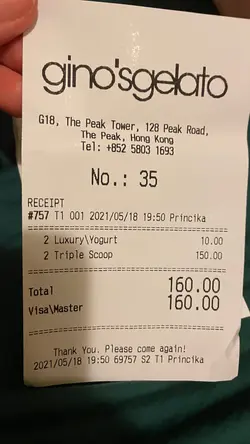 gino'sgelato
G18, The Peak Tower, 128 Peak Road,
The Peak, Hong Kong
Tel: +852 5803 1693
No.: 35
RECEIPT
#757 T1 001 2021/05/18 19:50 Princika
2 Luxury\Yogurt 10.00
2 Triple Scoop 150.00
Total 160.00
Visa\Master 160.00
Thank You. Please come again!
2021/05/18 19:50 69757 S2 T1 Princika